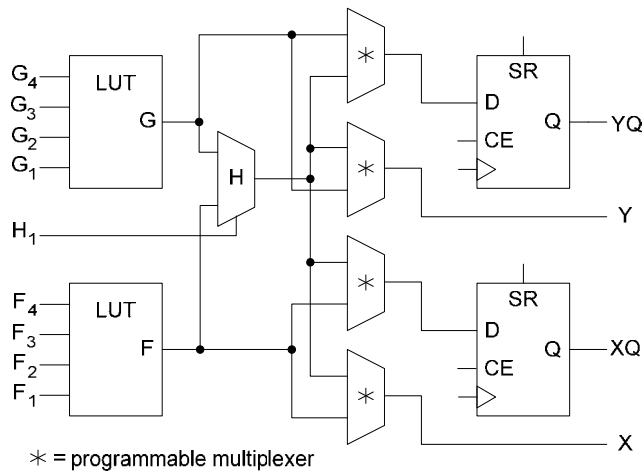 G4
G3
G2
G1
LUT
G
H1
H
F4
F3
F2
F1
LUT
F
*
*
*
*
SR
D
Q
CE
YQ
Y
SR
D
Q
CE
XQ
X
* = programmable multiplexer